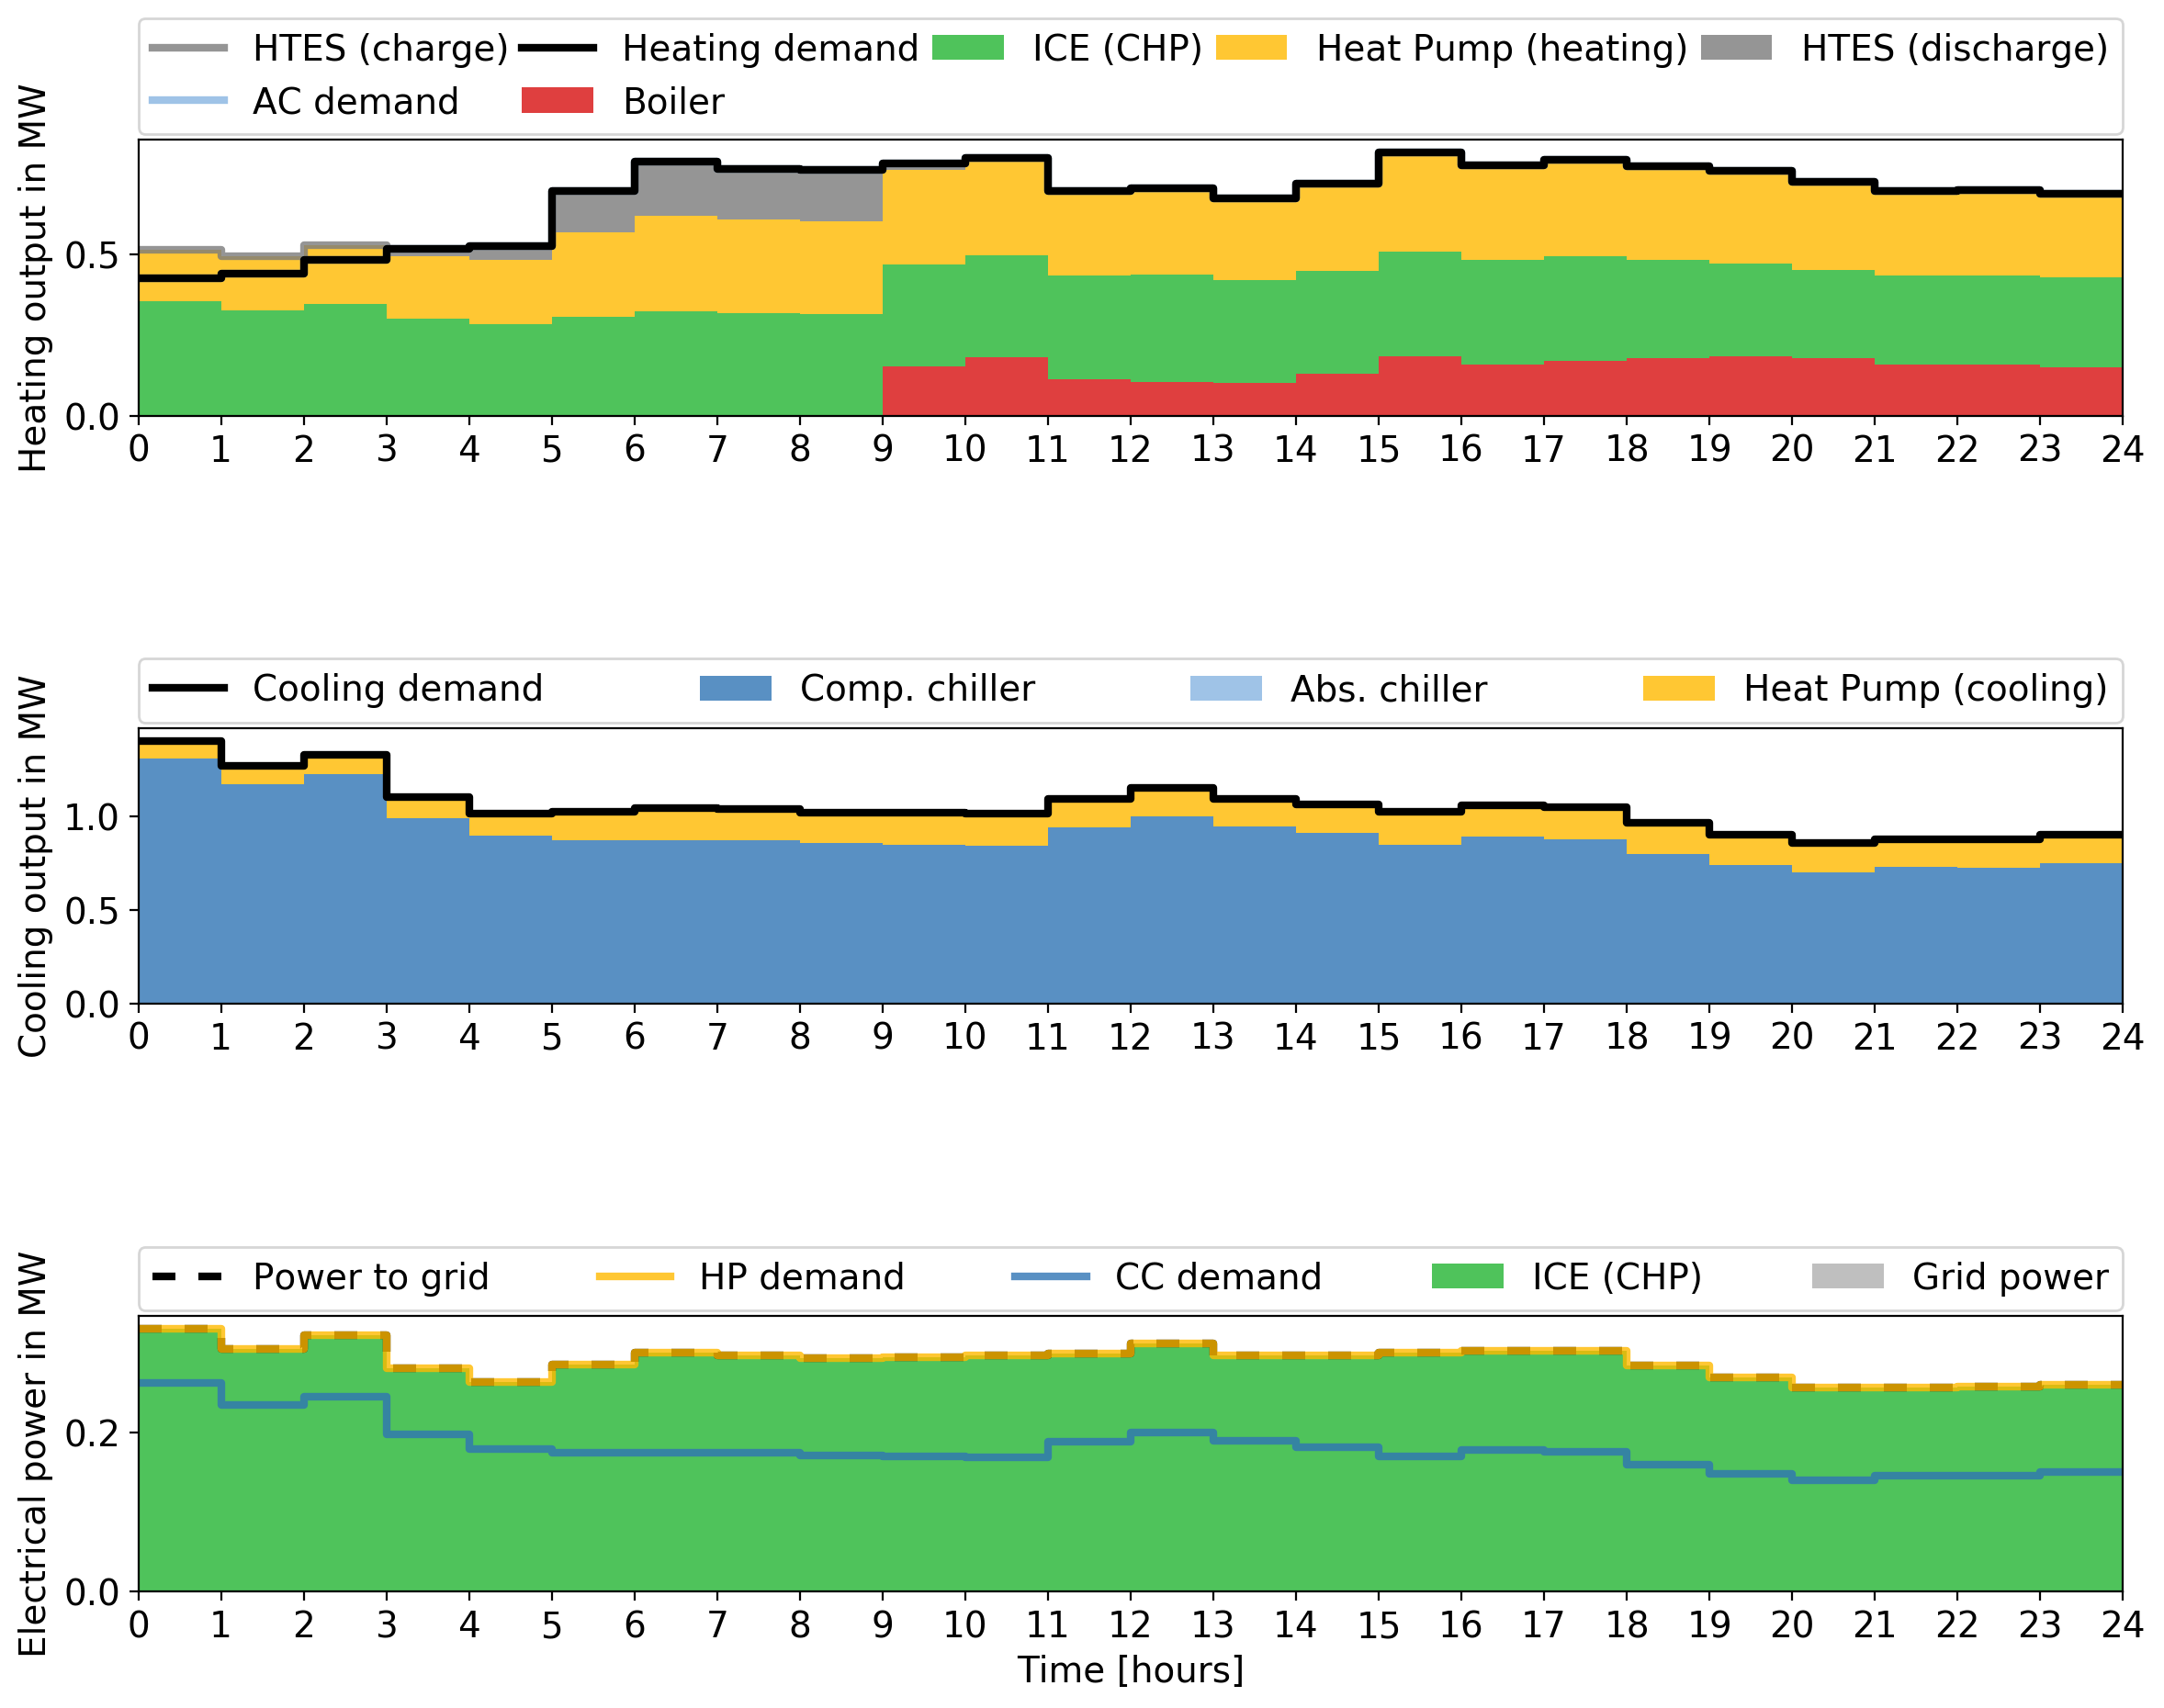 HTES (charge) Heating demand ICE (CHP) Heat Pump (heating) HTES (discharge)
AC demand Boiler
Heating output in MW
0.5
0.0
0 1 2 3 4 5 6 7 8 9 10 11 12 13 14 15 16 17 18 19 20 21 22 23 24
Cooling demand Comp. chiller Abs. chiller Heat Pump (cooling)
Cooling output in MW
1.0
0.5
0.0
0 1 2 3 4 5 6 7 8 9 10 11 12 13 14 15 16 17 18 19 20 21 22 23 24
Power to grid HP demand CC demand ICE (CHP) Grid power
Electrical power in MW
0.2
0.0
0 1 2 3 4 5 6 7 8 9 10 11 12 13 14 15 16 17 18 19 20 21 22 23 24
Time [hours]